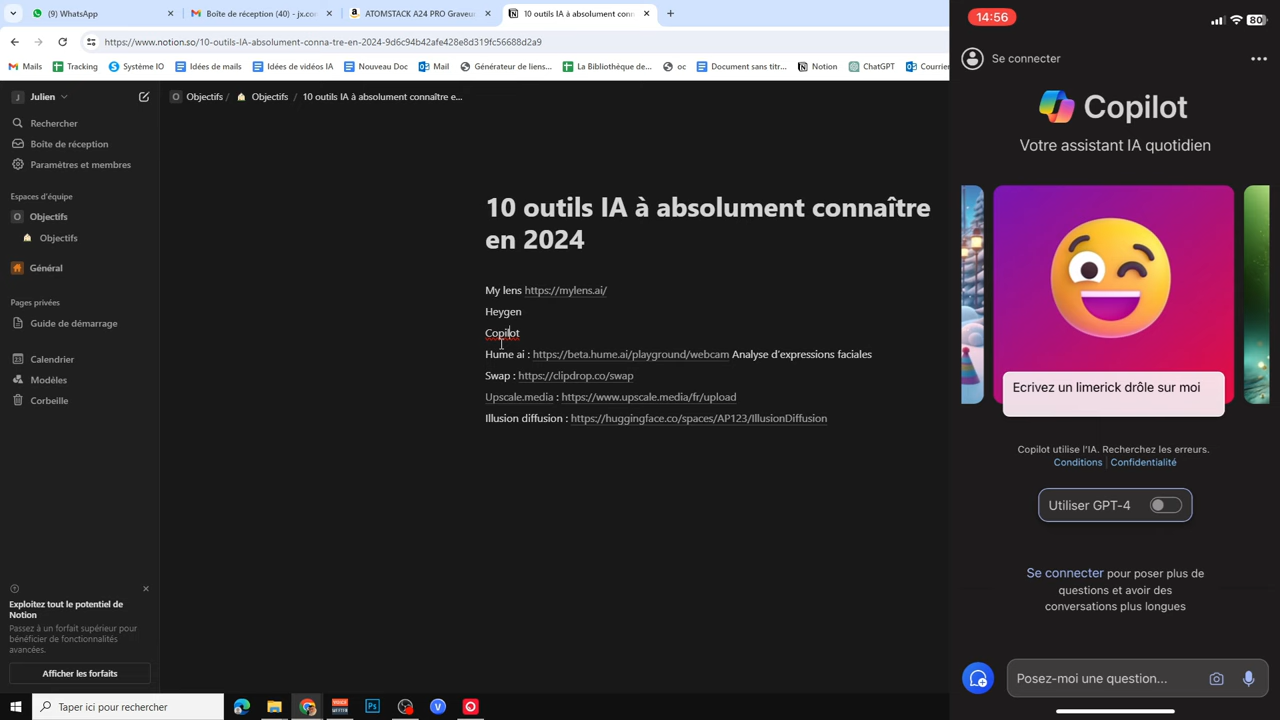 (9) WhatsApp
Boîte de réception (40) - jx.com
ATOMSTACK A24 PRO Graveur
10 outils IA à absolument conn
https://www.notion.so/10-outils-IA-absolument-conna-tre-en-2024-9d6c94b42afe428e8d319fc56688d2a9
Mails
Tracking
Système IO
Idées de mails
Idées de vidéos IA
Nouveau Doc
Mail
Générateur de liens...
La Bibliothèque de...
oc
Document sans titr...
Notion
ChatGPT
Courrier
J Julien
O Objectifs / Objectifs / 10 outils IA à absolument connaître e...
Rechercher
Boîte de réception
Paramètres et membres
Espaces d'équipe
O Objectifs
Objectifs
Général
Pages privées
Guide de démarrage
Calendrier
Modèles
Corbeille
Exploitez tout le potentiel de
Notion
Passez à un forfait supérieur pour
bénéficier de fonctionnalités
avancées.
Afficher les forfaits
10 outils IA à absolument connaître
en 2024
My lens https://mylens.ai/
Heygen
Copilot
Hume ai : https://beta.hume.ai/playground/webcam Analyse d'expressions faciales
Swap : https://clipdrop.co/swap
Upscale.media : https://www.upscale.media/fr/upload
Illusion diffusion : https://huggingface.co/spaces/AP123/IllusionDiffusion
Taper ici pour rechercher
Ps
V
14:56
80
Se connecter
Copilot
Votre assistant IA quotidien
Ecrivez un limerick drôle sur moi
Copilot utilise l'IA. Recherchez les erreurs.
Conditions | Confidentialité
Utiliser GPT-4
Se connecter pour poser plus de
questions et avoir des
conversations plus longues
Posez-moi une question...